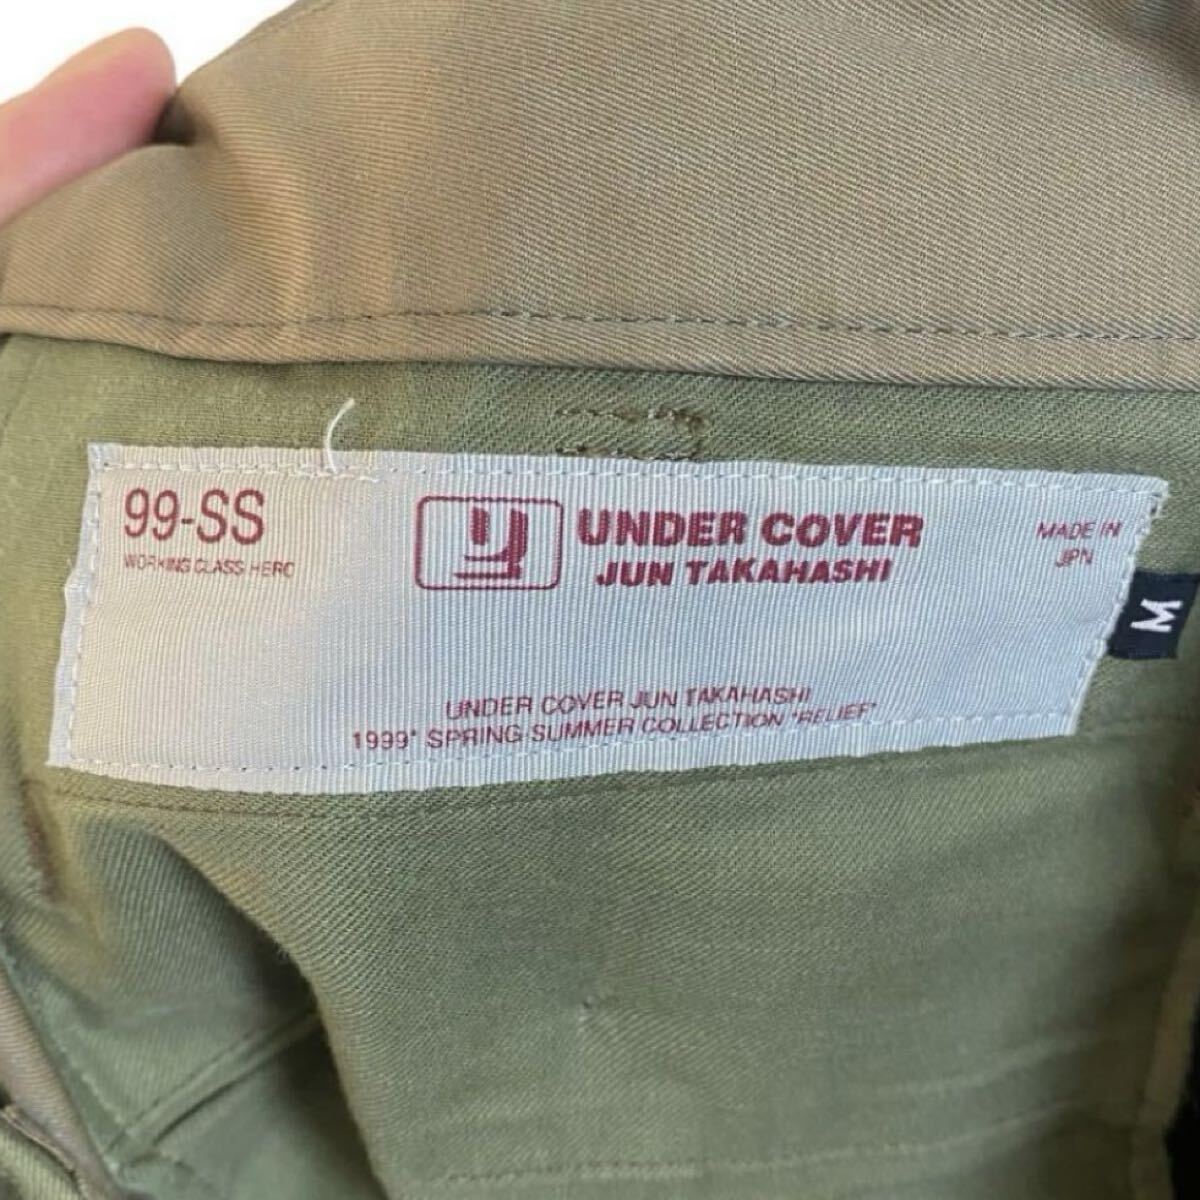 99-SS
WORKING CLASS HERO
UNDER COVER
JUN TAKAHASHI
MADE IN
JPN
M
UNDER COVER JUN TAKAHASHI
1999' SPRING SUMMER COLLECTION "RELIEF"